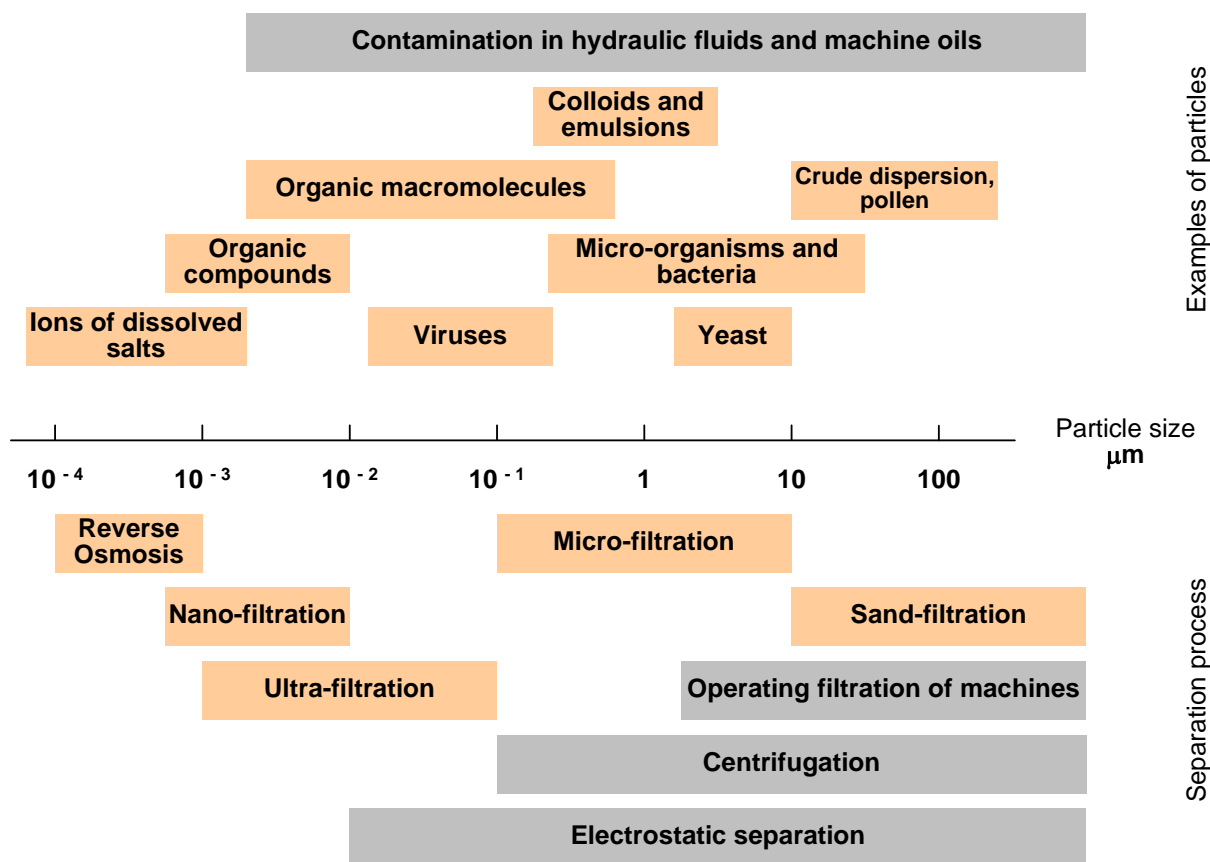 Contamination in hydraulic fluids and machine oils
Colloids and
emulsions
Organic macromolecules
Crude dispersion,
pollen
Organic
compounds
Micro-organisms and
bacteria
Ions of dissolved
salts
Viruses
Yeast
Examples of particles
Particle size
μm
10 ⁻⁴
10 ⁻³
10 ⁻²
10 ⁻¹
1
10
100
Reverse
Osmosis
Micro-filtration
Nano-filtration
Sand-filtration
Ultra-filtration
Operating filtration of machines
Centrifugation
Electrostatic separation
Separation process